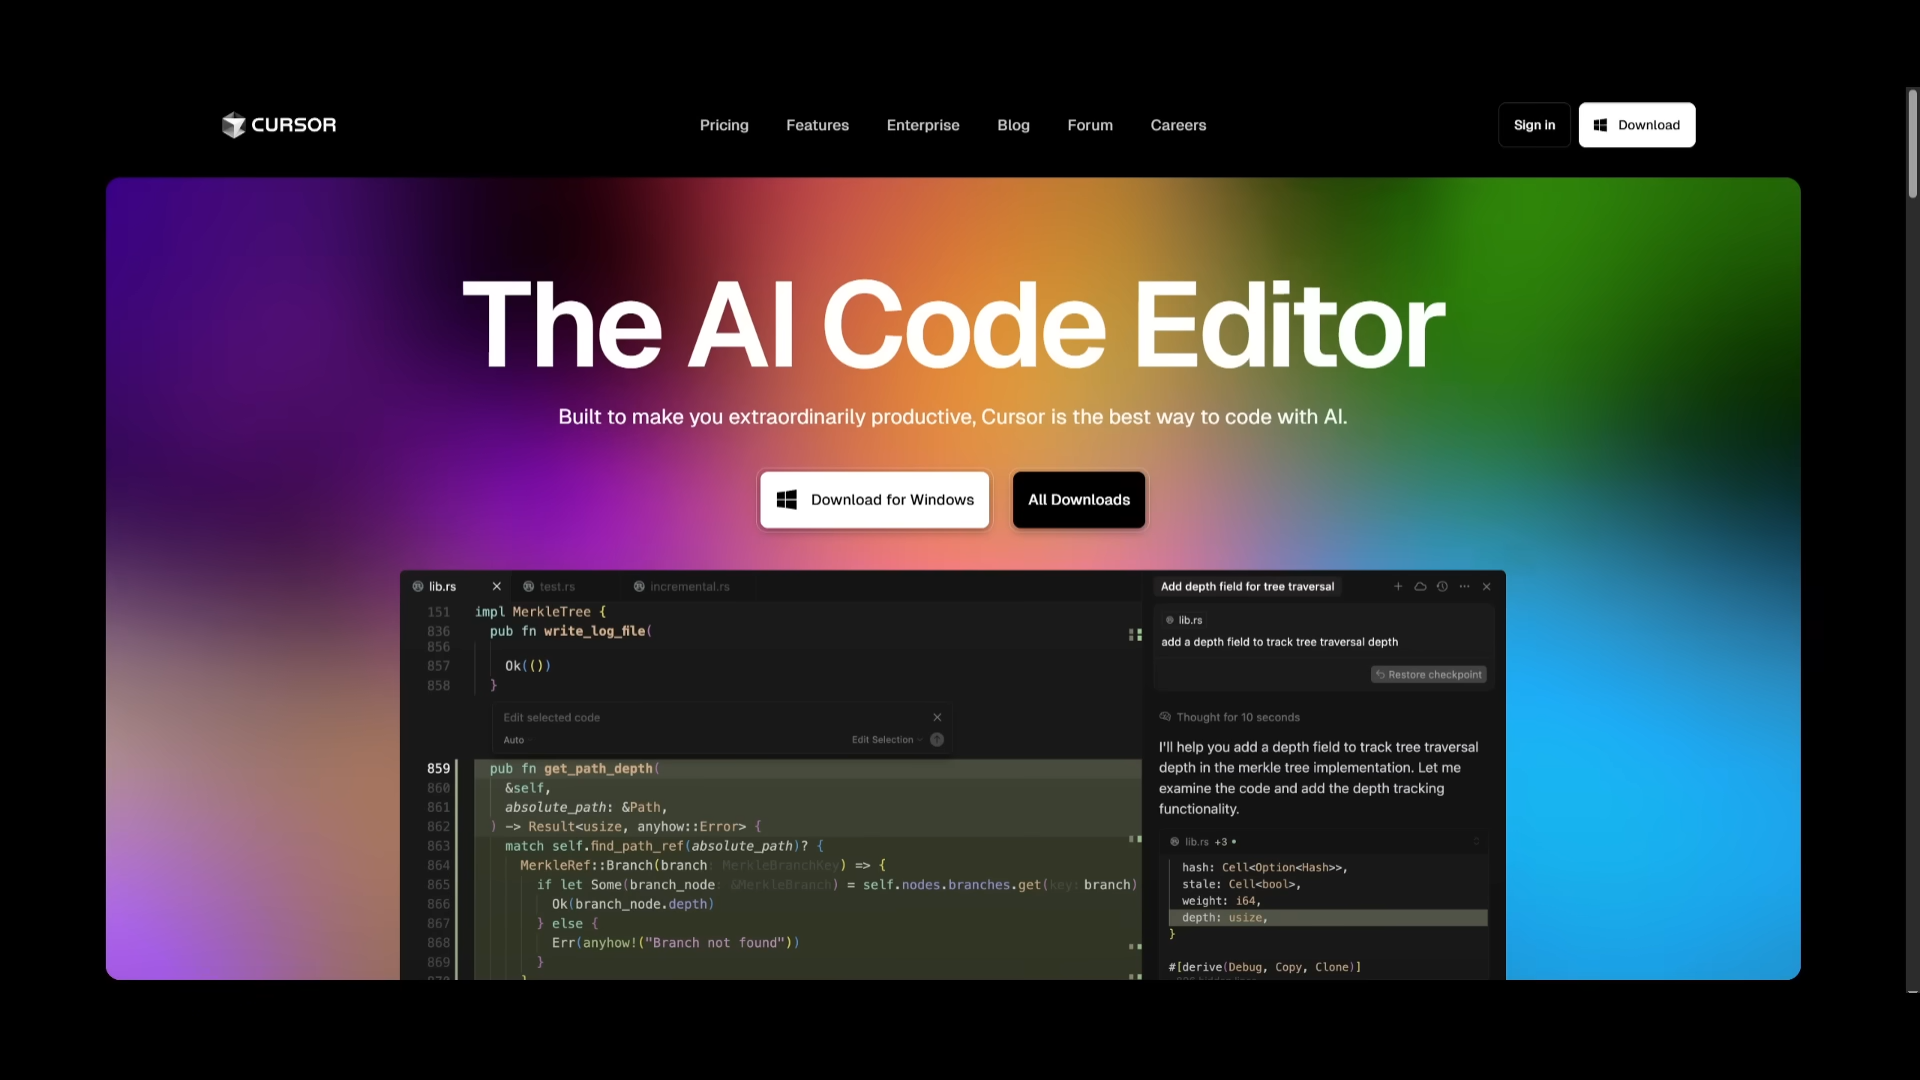 CURSOR
Pricing
Features
Enterprise
Blog
Forum
Careers
Sign in
Download
The AI Code Editor
Built to make you extraordinarily productive, Cursor is the best way to code with AI.
Download for Windows
All Downloads
lib.rs
test.rs
incremental.rs
151 impl MerkleTree {
836 pub fn write_log_file(
856
857 Ok(())
858 }
Edit selected code
Auto
Edit Selection
859 pub fn get_path_depth(
860 &self,
861 absolute_path: &Path,
862 ) -> Result<usize, anyhow::Error> {
863 match self.find_path_ref(absolute_path)? {
864 MerkleRef::Branch(branch: MerkleBranchKey) => {
865 if let Some(branch_node: &MerkleBranch) = self.nodes.branches.get(key: branch)
866 Ok(branch_node.depth)
867 } else {
868 Err(anyhow!("Branch not found"))
869 }
Add depth field for tree traversal
lib.rs
add a depth field to track tree traversal depth
Restore checkpoint
Thought for 10 seconds
I'll help you add a depth field to track tree traversal
depth in the merkle tree implementation. Let me
examine the code and add the depth tracking
functionality.
lib.rs +3
hash: Cell<Option<Hash>>,
stale: Cell<bool>,
weight: i64,
depth: usize,
}
#[derive(Debug, Copy, Clone)]